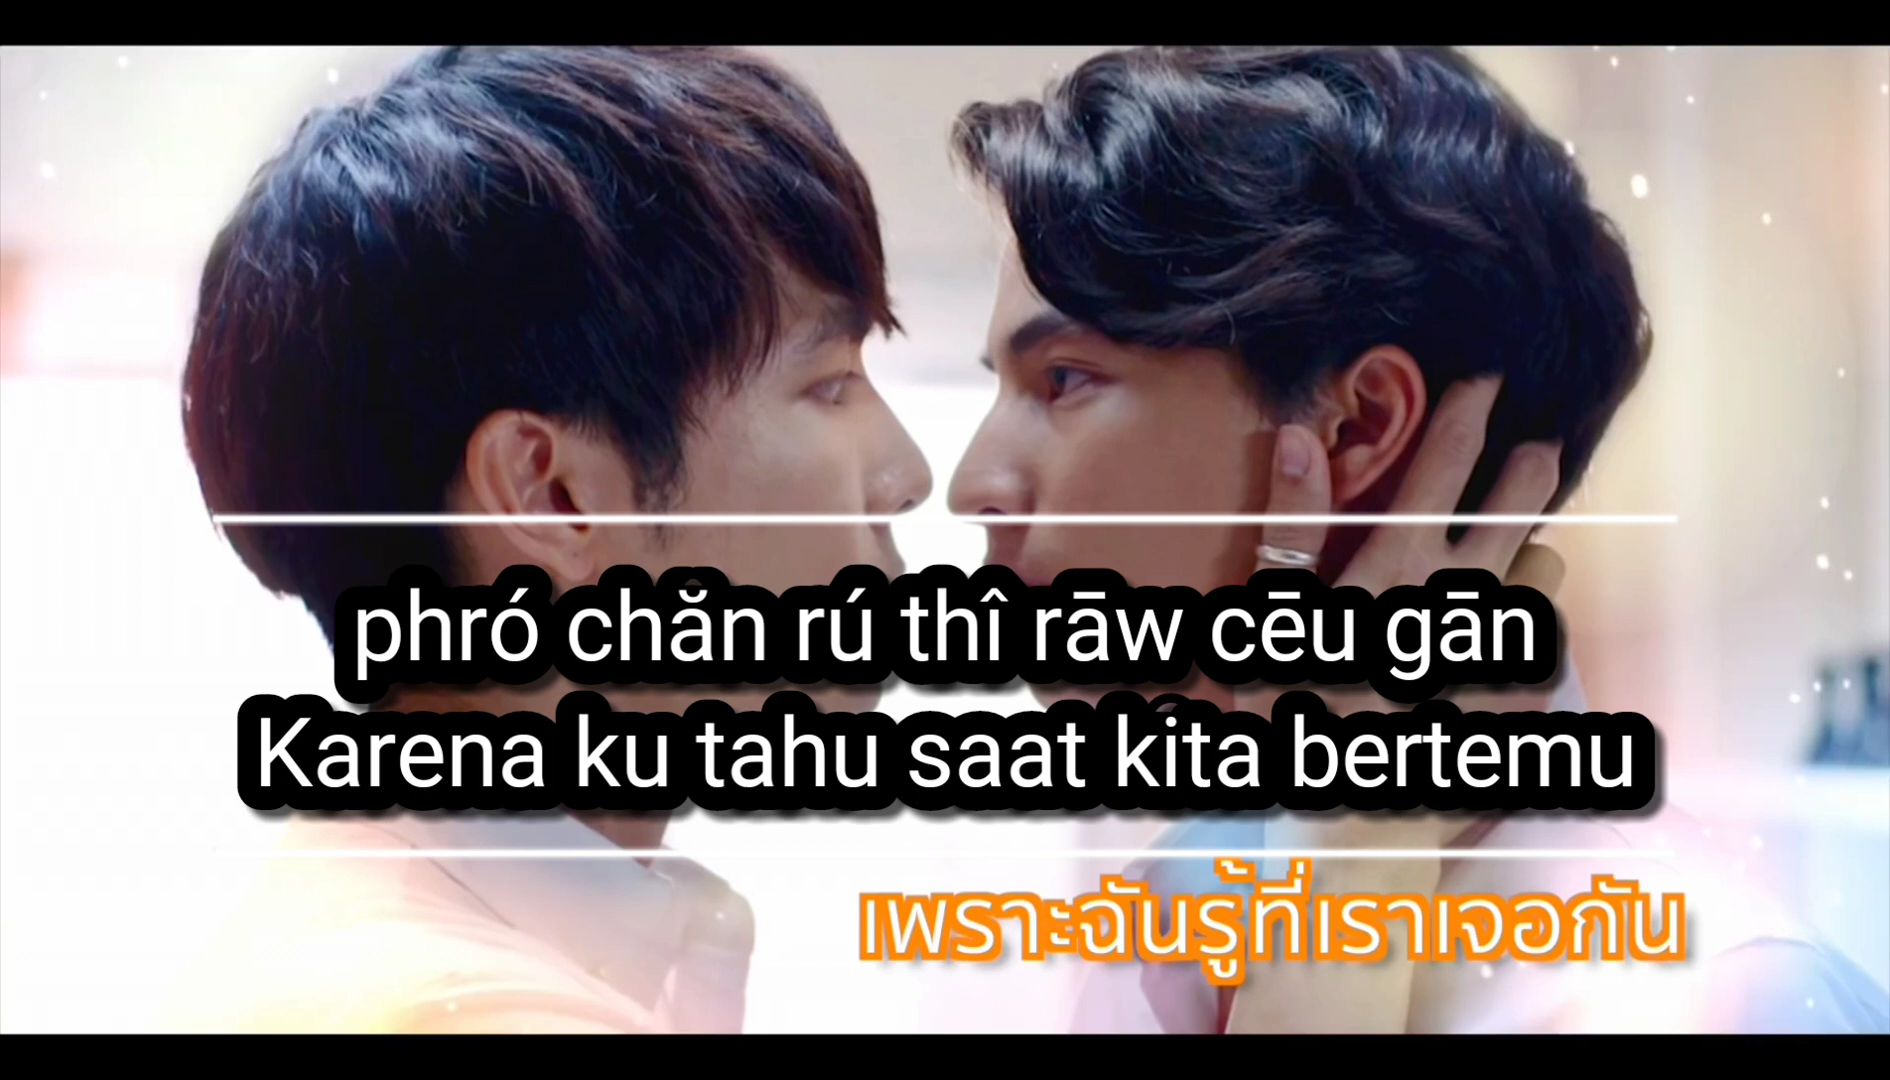 phró chăn rú thî rāw cēu gān
Karena ku tahu saat kita bertemu
เพราะฉันรู้ที่เราเจอกัน